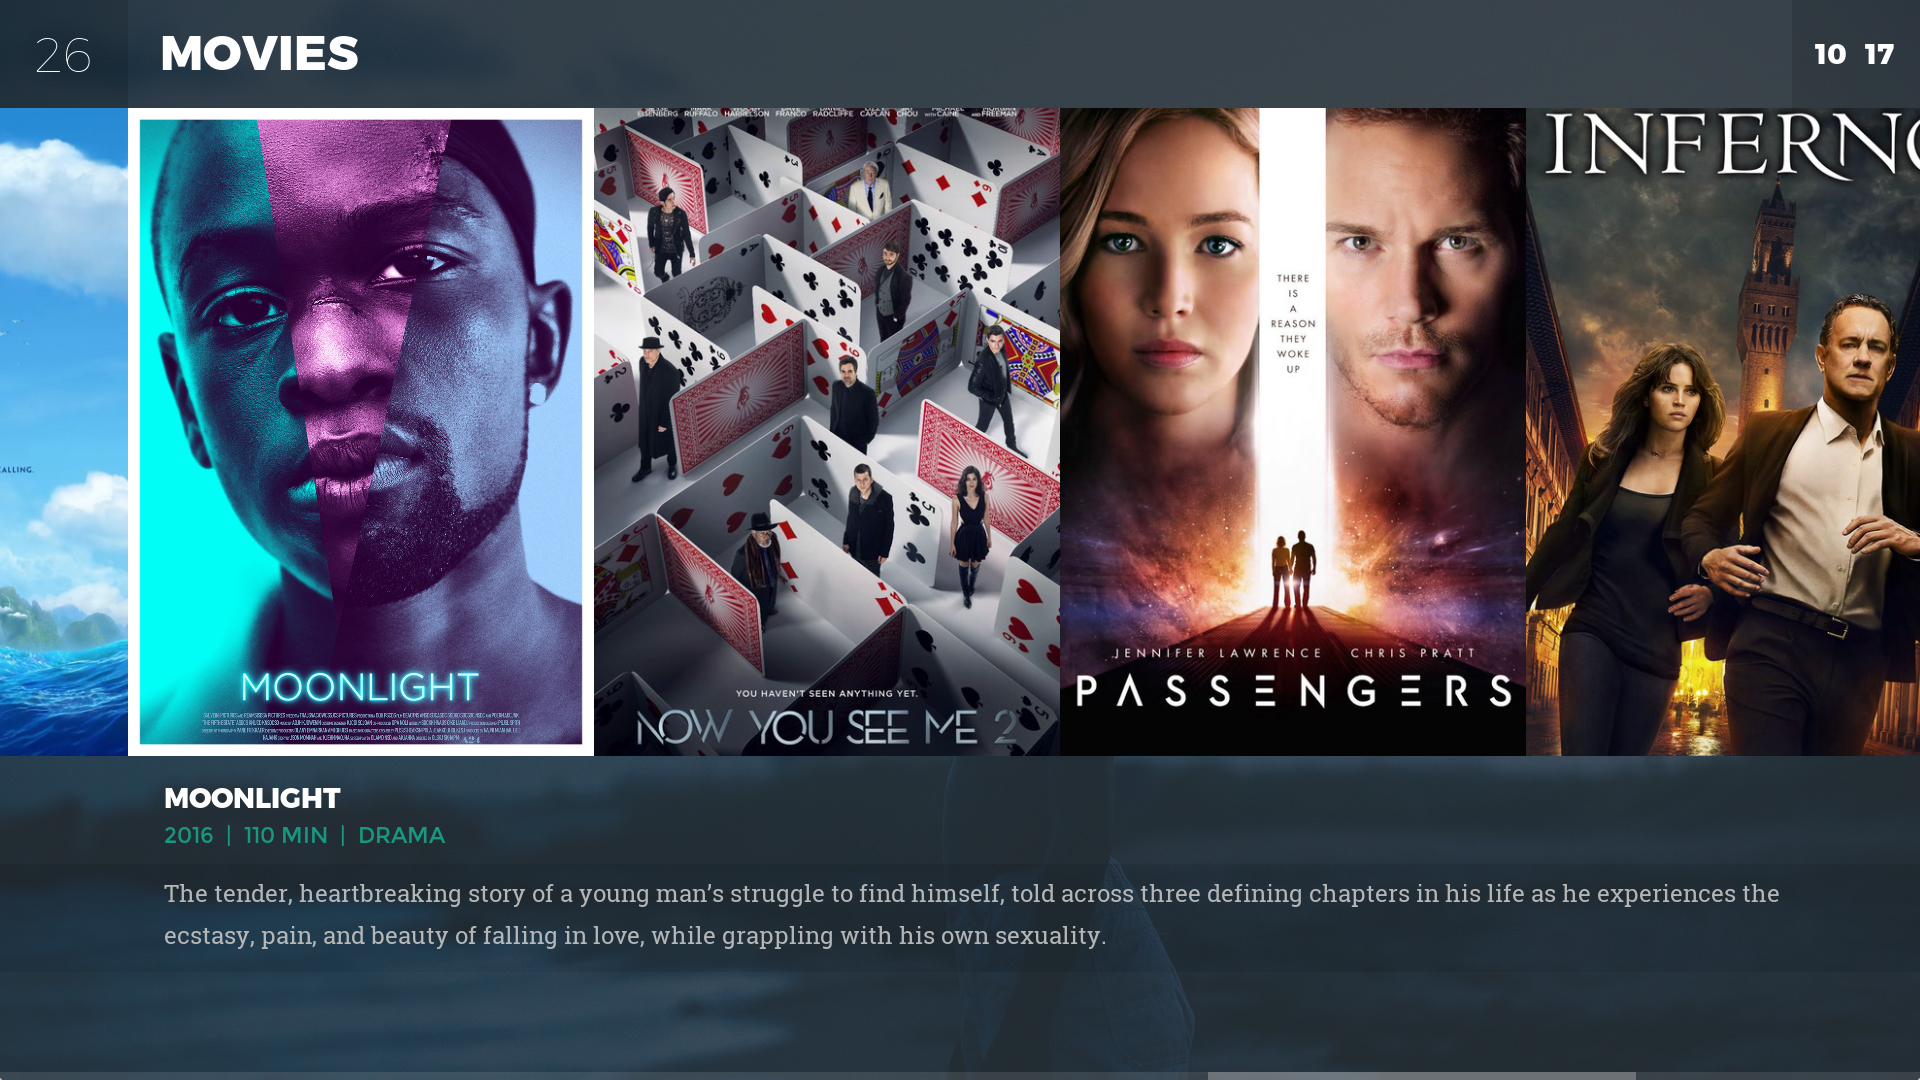 26 MOVIES 10 17
INFERNO
EISENBERG RUFFALO HARRELSON FRANCO RADCLIFFE CAPLAN CHOU WITH CAINE AND FREEMAN
THERE
IS
A
REASON
THEY
WOKE
UP
ALLING.
JENNIFER LAWRENCE CHRIS PRATT
PASSENGERS
MOONLIGHT
YOU HAVEN'T SEEN ANYTHING YET.
NOW YOU SEE ME 2
MOONLIGHT
2016 | 110 MIN | DRAMA
The tender, heartbreaking story of a young man’s struggle to find himself, told across three defining chapters in his life as he experiences the
ecstasy, pain, and beauty of falling in love, while grappling with his own sexuality.